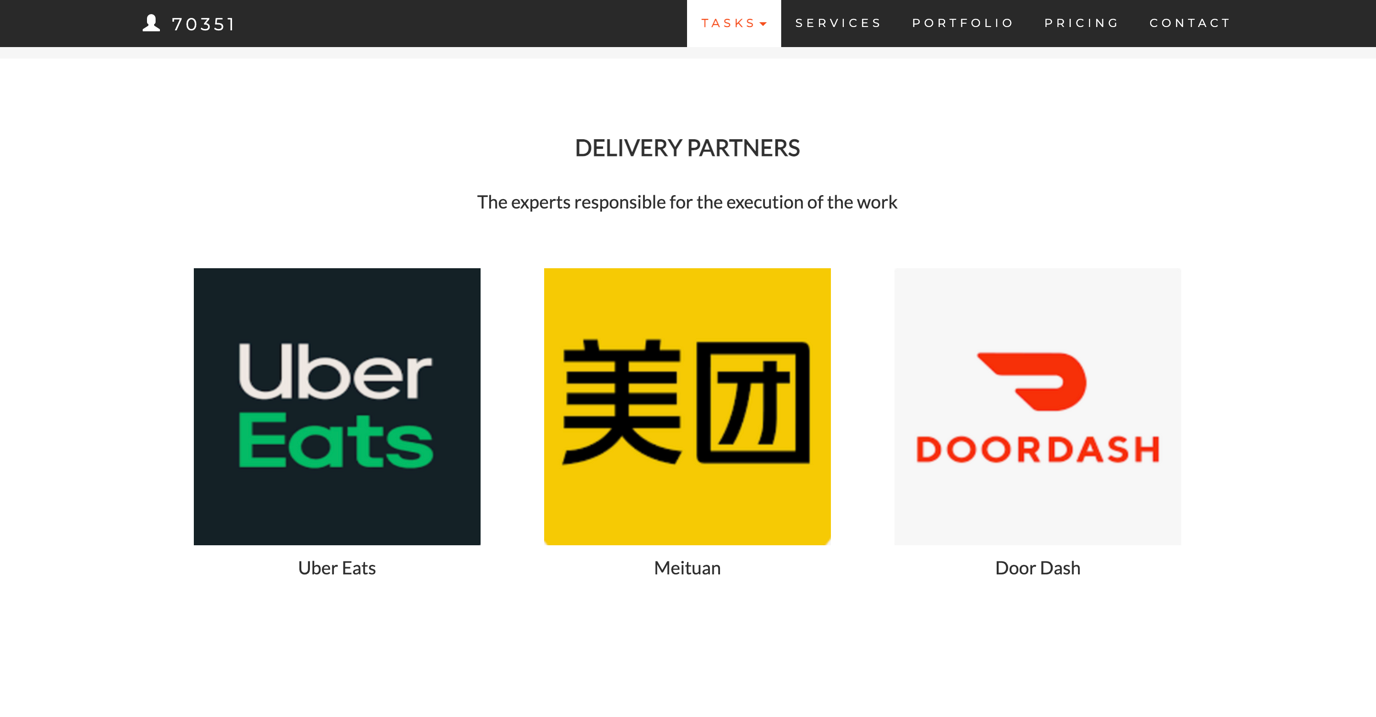 70351
TASKS
SERVICES
PORTFOLIO
PRICING
CONTACT
DELIVERY PARTNERS
The experts responsible for the execution of the work
Uber
Eats
美团
DOORDASH
Uber Eats
Meituan
Door Dash